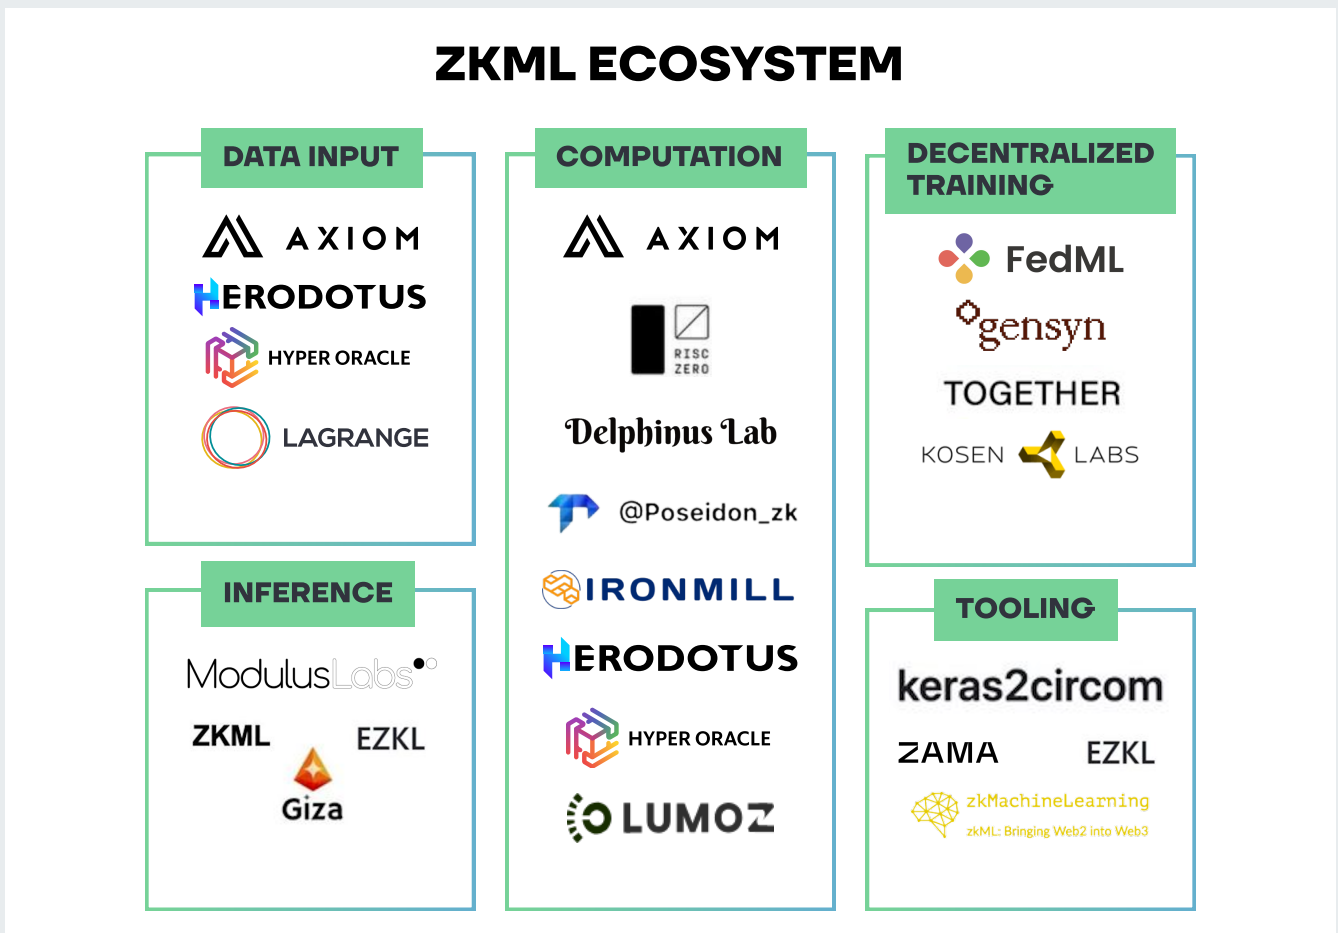 ZKML ECOSYSTEM
DATA INPUT
AXIOM
HERODOTUS
HYPER ORACLE
LAGRANGE
INFERENCE
ModulusLabs
ZKML
EZKL
Giza
COMPUTATION
AXIOM
RISC
ZERO
Delphinus Lab
@Poseidon_zk
IRONMILL
HERODOTUS
HYPER ORACLE
LUMOZ
DECENTRALIZED
TRAINING
FedML
gensyn
TOGETHER
KOSEN LABS
TOOLING
keras2circom
ZAMA
EZKL
zkMachineLearning
zkML: Bringing Web2 into Web3